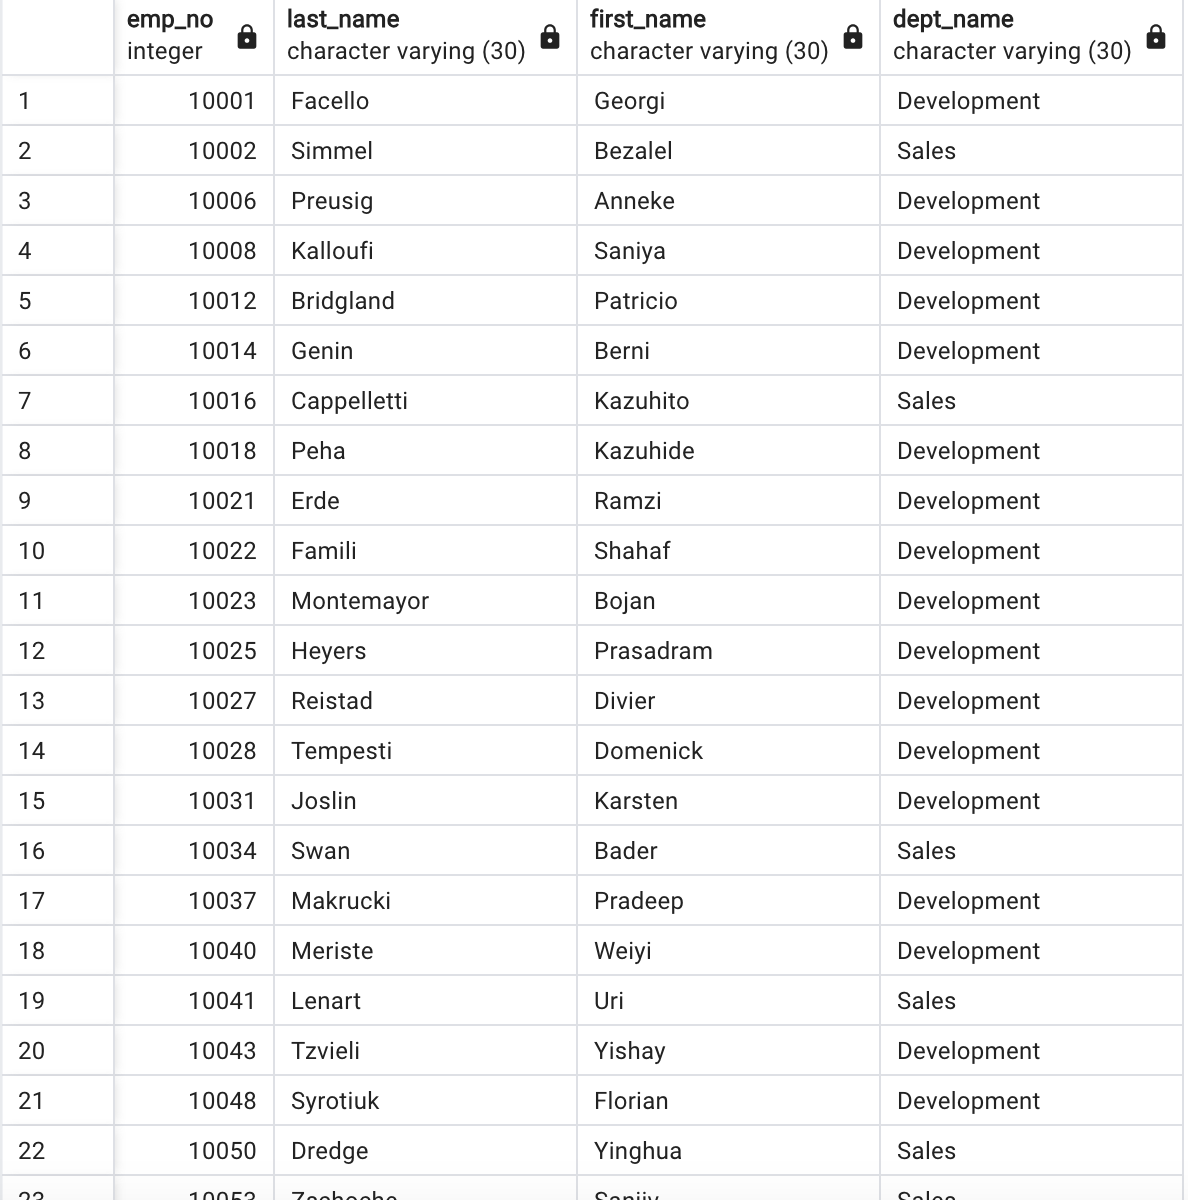 emp_no last_name first_name dept_name
integer character varying (30) character varying (30) character varying (30)
1 10001 Facello Georgi Development
2 10002 Simmel Bezalel Sales
3 10006 Preusig Anneke Development
4 10008 Kalloufi Saniya Development
5 10012 Bridgland Patricio Development
6 10014 Genin Berni Development
7 10016 Cappelletti Kazuhito Sales
8 10018 Peha Kazuhide Development
9 10021 Erde Ramzi Development
10 10022 Famili Shahaf Development
11 10023 Montemayor Bojan Development
12 10025 Heyers Prasadram Development
13 10027 Reistad Divier Development
14 10028 Tempesti Domenick Development
15 10031 Joslin Karsten Development
16 10034 Swan Bader Sales
17 10037 Makrucki Pradeep Development
18 10040 Meriste Weiyi Development
19 10041 Lenart Uri Sales
20 10043 Tzvieli Yishay Development
21 10048 Syrotiuk Florian Development
22 10050 Dredge Yinghua Sales
23 10053 Zschoche Sanjiv Sales